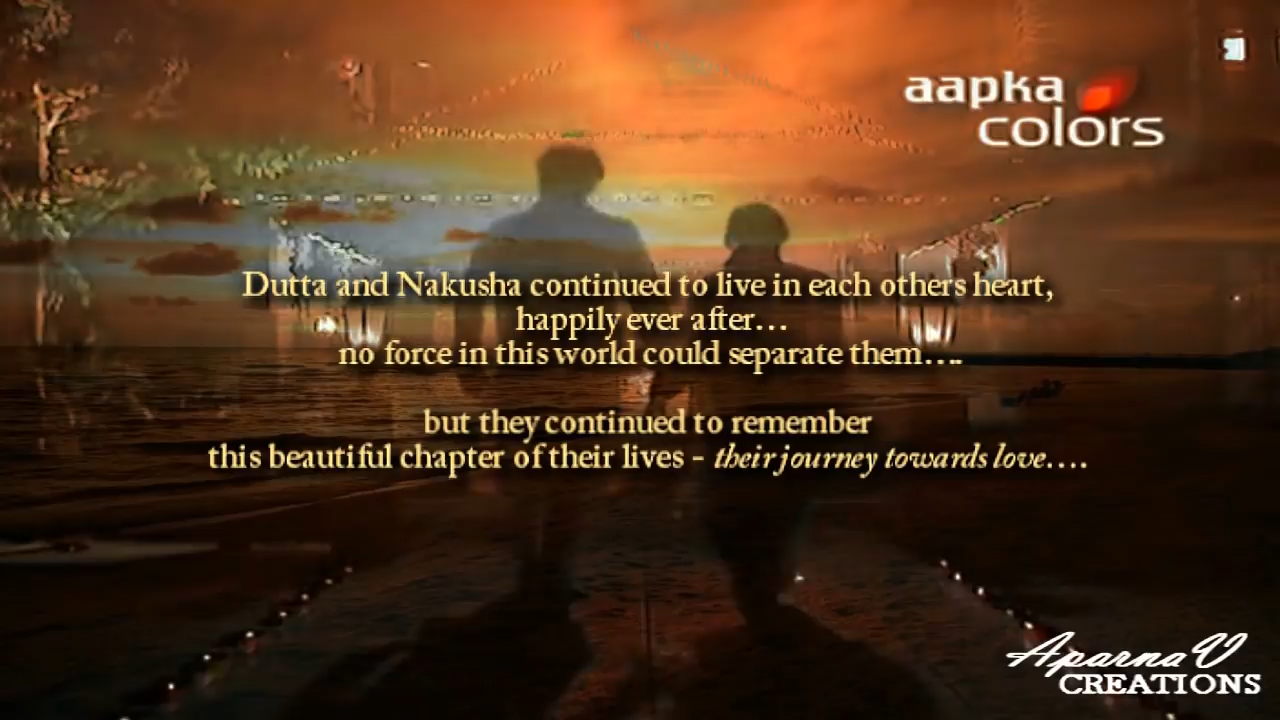 aapka
colors
Dutta and Nakusha continued to live in each others heart,
happily ever after...
no force in this world could separate them....
but they continued to remember
this beautiful chapter of their lives - their journey towards love....
AparnaV
CREATIONS